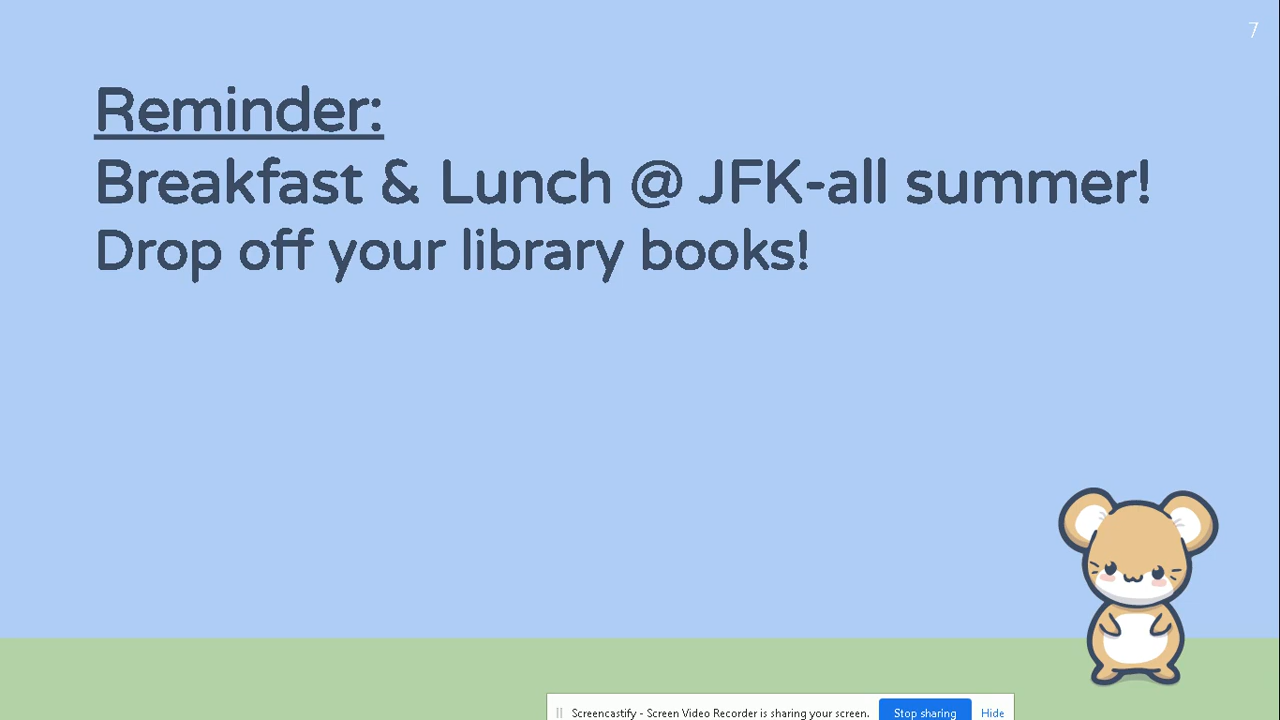 7
Reminder:
Breakfast & Lunch @ JFK-all summer!
Drop off your library books!
Screencastify - Screen Video Recorder is sharing your screen. Stop sharing Hide